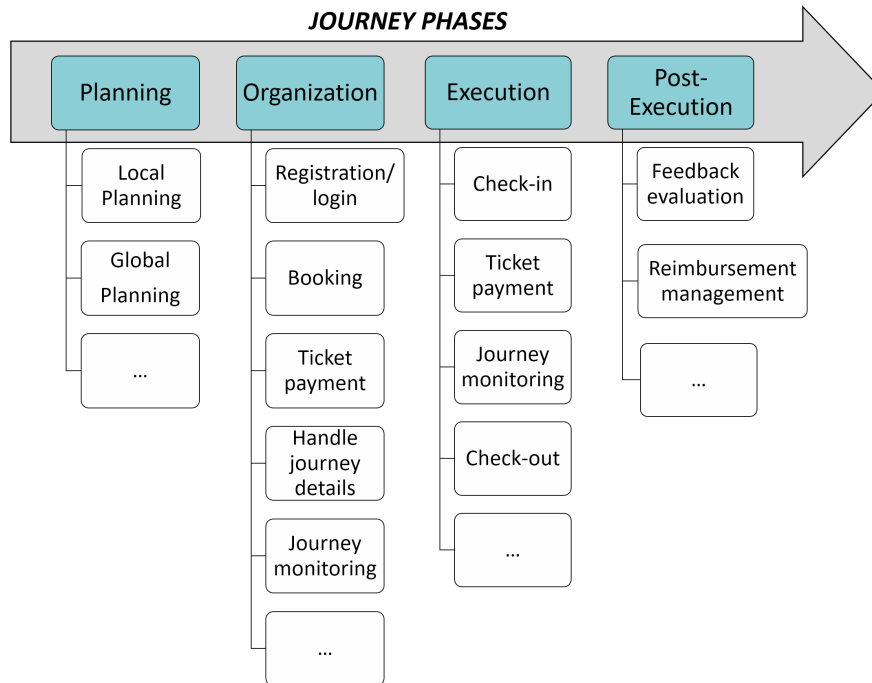 JOURNEY PHASES
Planning
Organization
Execution
Post-
Execution
Local
Planning
Global
Planning
...
Registration/
login
Booking
Ticket
payment
Handle
journey
details
Journey
monitoring
...
Check-in
Ticket
payment
Journey
monitoring
Check-out
...
Feedback
evaluation
Reimbursement
management
...